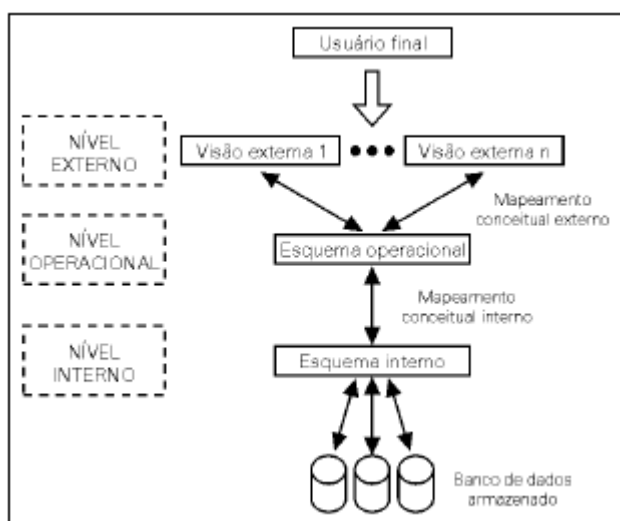 Usuário final
NÍVEL
EXTERNO
Visão externa 1
Visão externa n
Mapeamento
conceitual externo
NÍVEL
OPERACIONAL
Esquema operacional
Mapeamento
conceitual interno
NÍVEL
INTERNO
Esquema interno
Banco de dados
armazenado